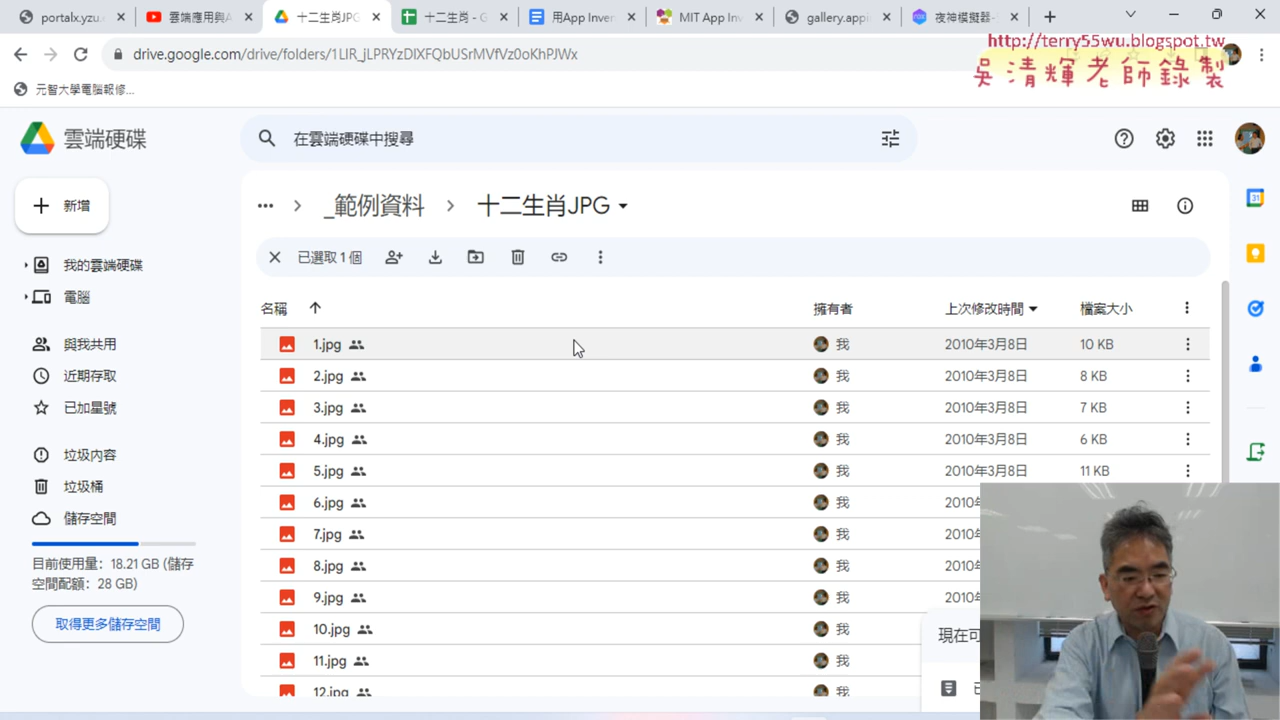 portalx.yzu.
雲端應用與A
十二生肖JPG
十二生肖 - G
用App Inver
MIT App Inv
gallery.appi
夜神模擬器-
drive.google.com/drive/folders/1LlR_jLPRYzDlXFQbUSrMVfVz0oKhPJWx
http://terry55wu.blogspot.tw
吳清輝老師錄製
元智大學電腦報修...
雲端硬碟
在雲端硬碟中搜尋
新增
_範例資料
十二生肖JPG
31
已選取 1 個
我的雲端硬碟
電腦
與我共用
近期存取
已加星號
垃圾內容
垃圾桶
儲存空間
目前使用量：18.21 GB (儲存
空間配額：28 GB)
取得更多儲存空間
名稱 擁有者 上次修改時間 檔案大小
1.jpg 我 2010年3月8日 10 KB
2.jpg 我 2010年3月8日 8 KB
3.jpg 我 2010年3月8日 7 KB
4.jpg 我 2010年3月8日 6 KB
5.jpg 我 2010年3月8日 11 KB
6.jpg 我 2010
7.jpg 我 2010
8.jpg 我 2010
9.jpg 我 2010
10.jpg 我
11.jpg 我
12.jpg 我
現在可